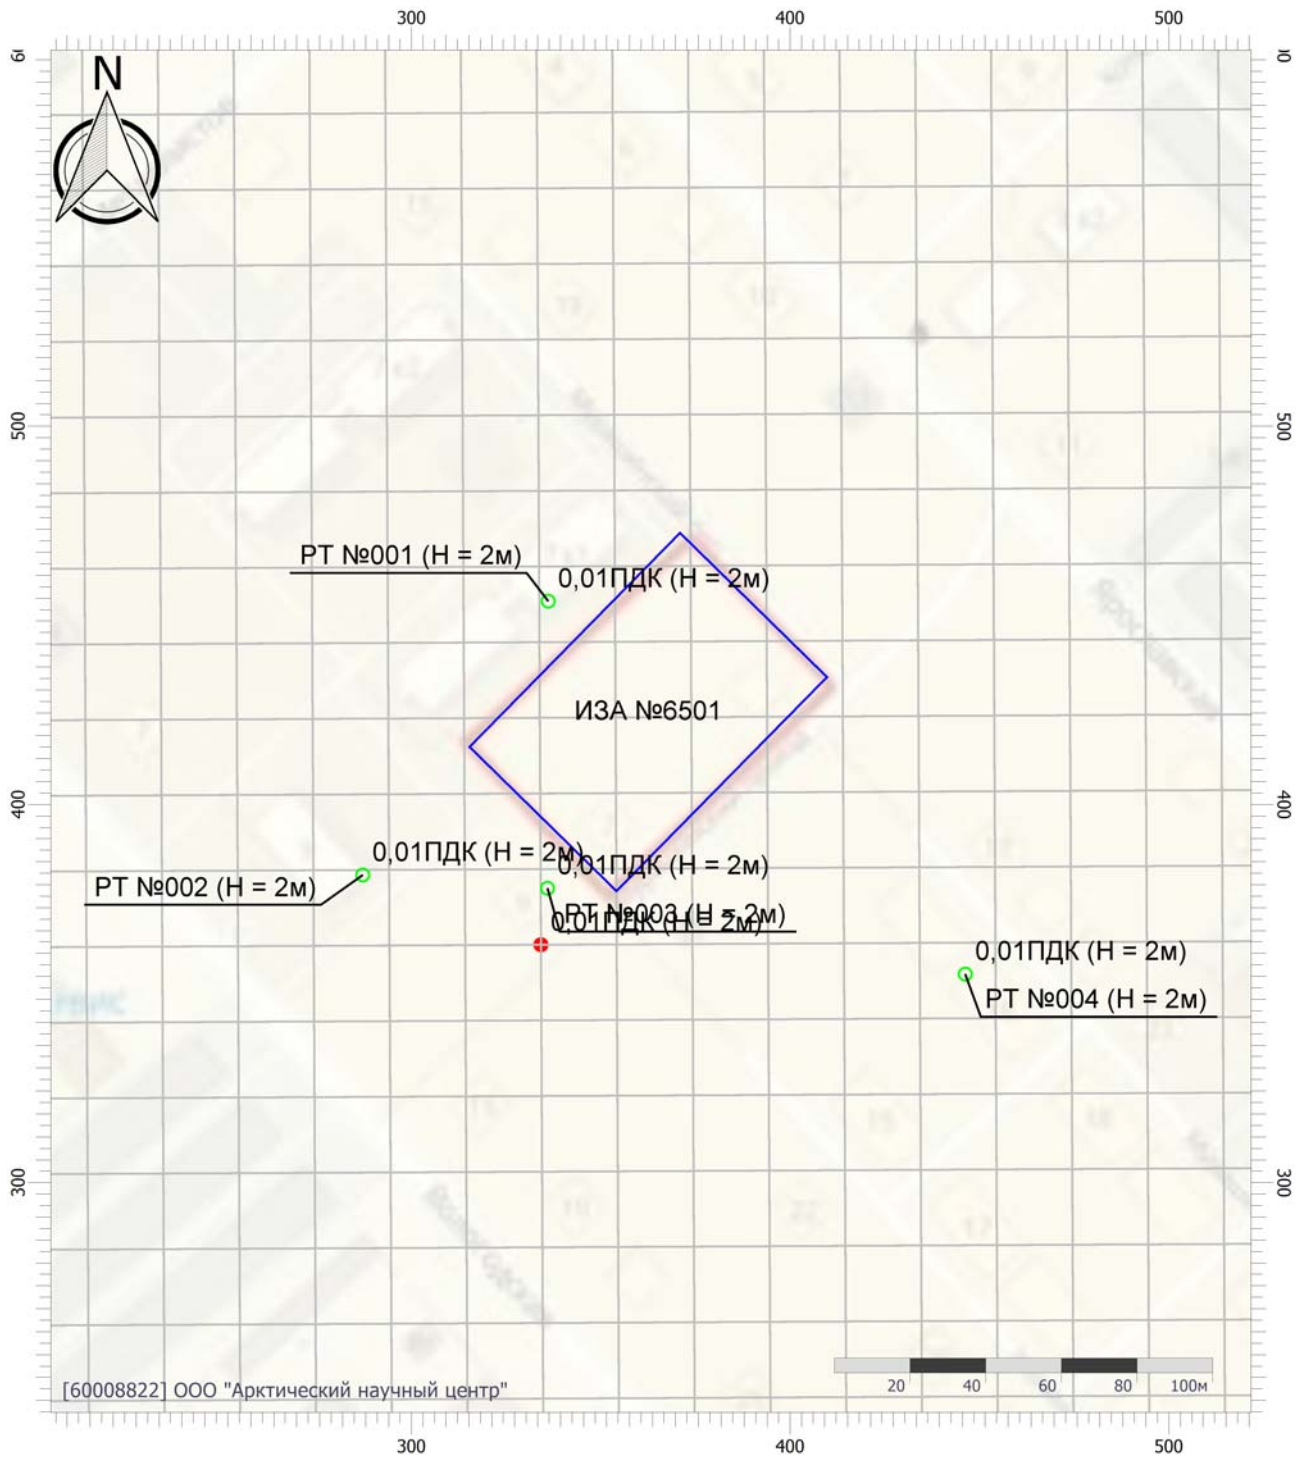 300
400
500
N
500
500
РТ №001 (Н = 2м)
0,01ПДК (Н = 2м)
ИЗА №6501
400
400
0,01ПДК (Н = 2м)
0,01ПДК (Н = 2м)
РТ №002 (Н = 2м)
РТ №003 (Н = 2м)
0,01ПДК (Н = 2м)
0,01ПДК (Н = 2м)
РТ №004 (Н = 2м)
300
300
[60008822] ООО "Арктический научный центр"
20
40
60
80
100м
300
400
500